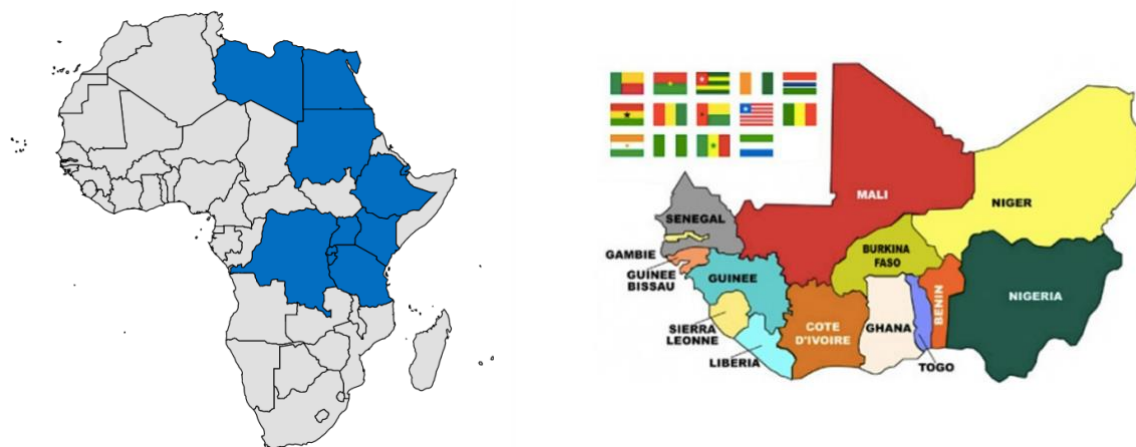 MALI
NIGER
SENEGAL
BURKINA
FASO
GAMBIE
GUINEE
BISSAU
GUINEE
NIGERIA
BENIN
SIERRA
LEONNE
COTE
D'IVOIRE
GHANA
LIBERIA
TOGO